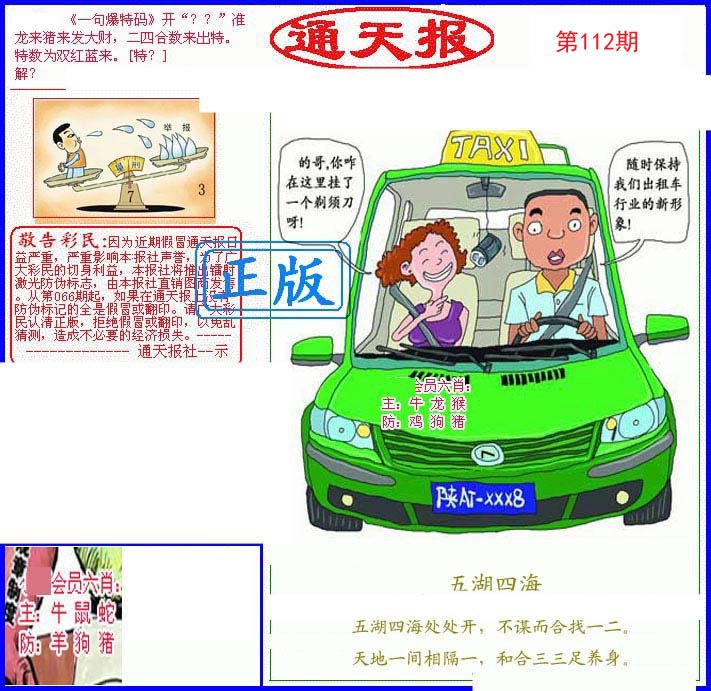 《一句爆特码》开“？？”准
龙来猪来发大财，二四合数来出特。
特数为双红蓝来。[特？]
解？
通天报
第112期
举报
量刑
7
3
敬告彩民:因为近期假冒通天报日
益严重，严重影响本报社声誉，为了广
大彩民的切身利益，本报社将推出镭射
激光防伪标志，由本报社直销图商发售
。从第066期起，如果在通天报上没有
防伪标记的全是假冒或翻印。请广大彩
民认清正版，拒绝假冒或翻印，以免乱
猜测，造成不必要的经济损失。-----
-------------- 通天报社--示
正版
的哥,你咋
在这里挂了
一个剃须刀
呀!
TAXI
随时保持
我们出租车
行业的新形
象!
会员六肖
主: 牛 龙 猴
防: 鸡 狗 猪
陕AT-XXX8
会员六肖:
主: 牛 鼠 蛇
防: 羊 狗 猪
五湖四海
五湖四海处处开，不谋而合找一二。
天地一间相隔一，和合三三足养身。